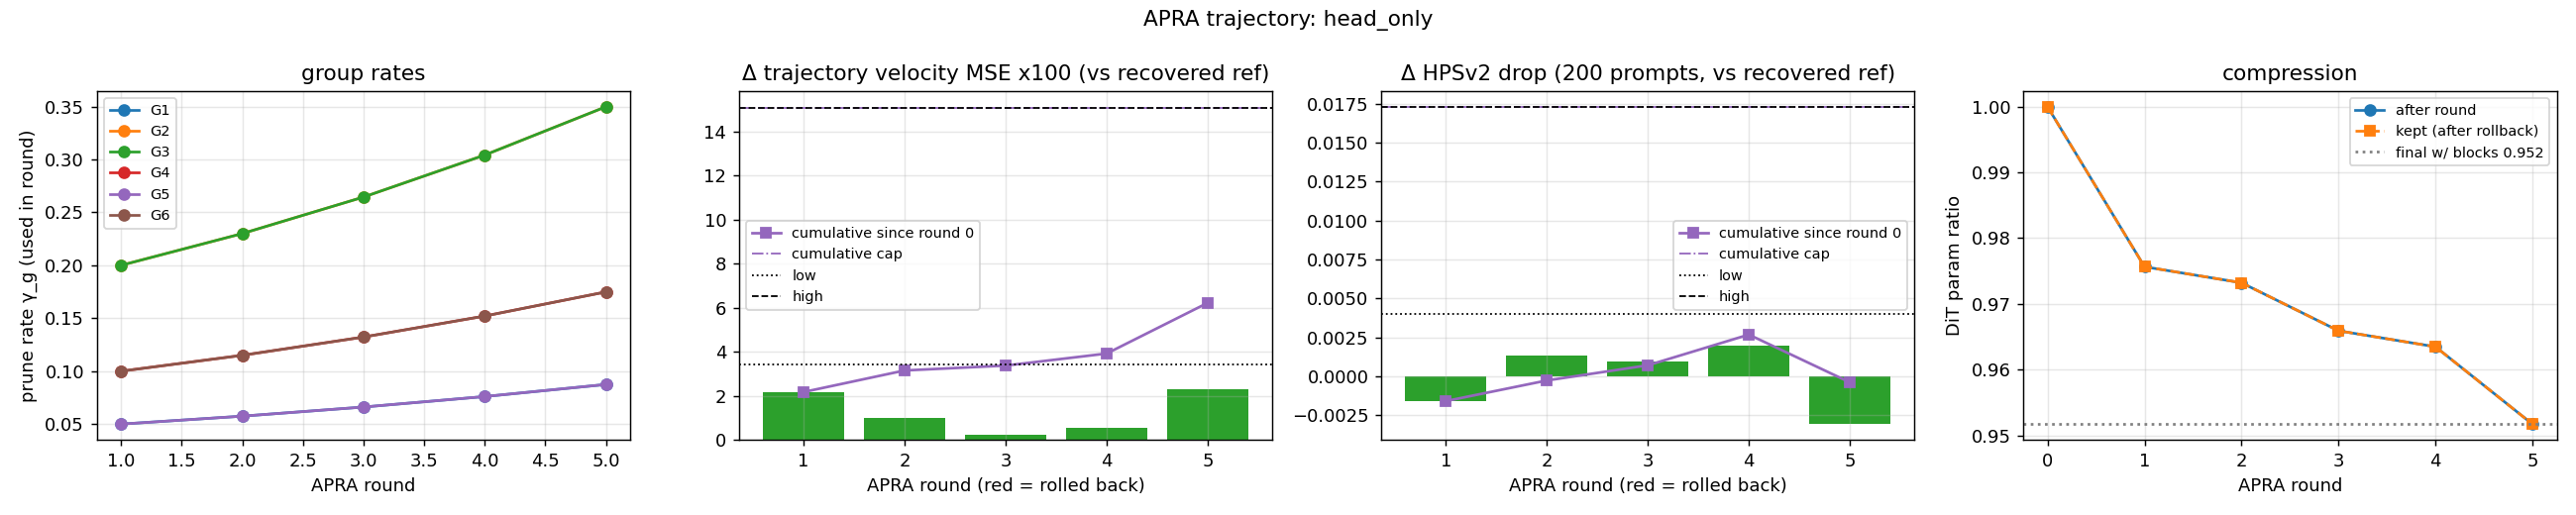 APRA trajectory: head_only
group rates
prune rate γ_g (used in round)
0.35
0.30
0.25
0.20
0.15
0.10
0.05
G1
G2
G3
G4
G5
G6
1.0 1.5 2.0 2.5 3.0 3.5 4.0 4.5 5.0
APRA round
Δ trajectory velocity MSE x100 (vs recovered ref)
14
12
10
8
6
4
2
0
cumulative since round 0
cumulative cap
low
high
1 2 3 4 5
APRA round (red = rolled back)
Δ HPSv2 drop (200 prompts, vs recovered ref)
0.0175
0.0150
0.0125
0.0100
0.0075
0.0050
0.0025
0.0000
−0.0025
cumulative since round 0
cumulative cap
low
high
1 2 3 4 5
APRA round (red = rolled back)
compression
DiT param ratio
1.00
0.99
0.98
0.97
0.96
0.95
after round
kept (after rollback)
final w/ blocks 0.952
0 1 2 3 4 5
APRA round